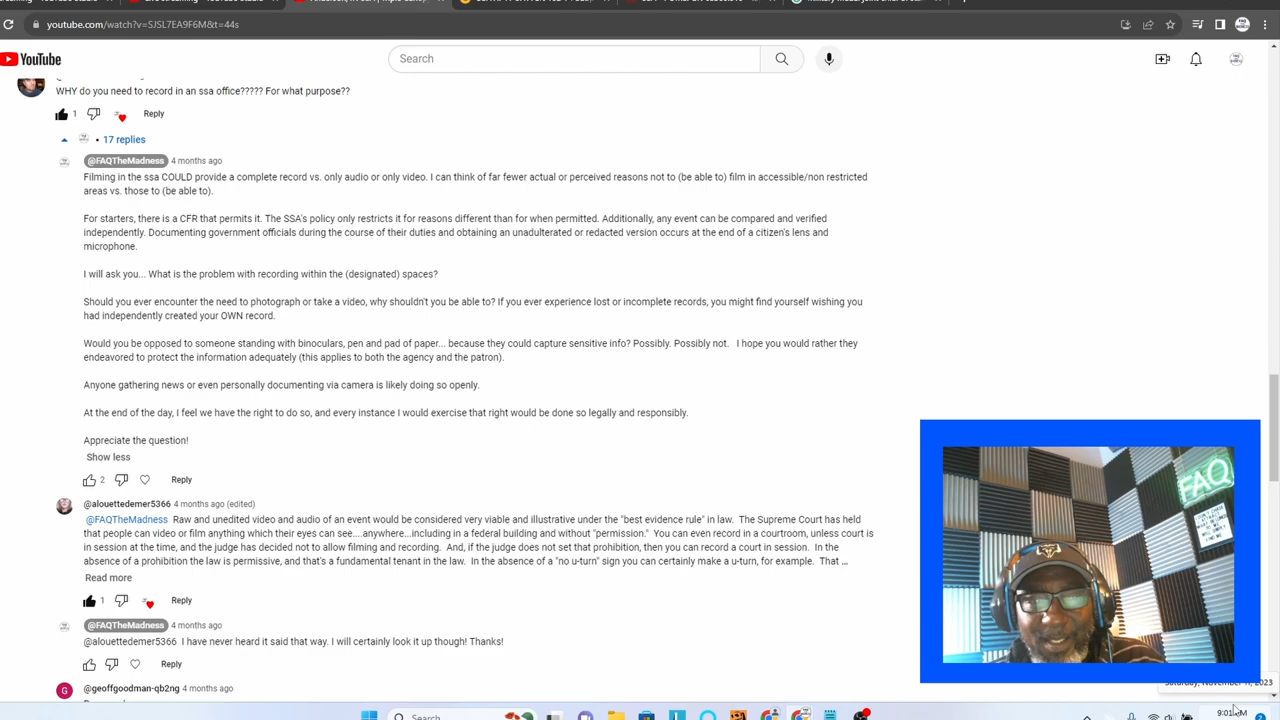 youtube.com/watch?v=SJSL7EA9F6M&t=44s
YouTube
Search
WHY do you need to record in an ssa office????? For what purpose??
1 Reply
• 17 replies
@FAQTheMadness 4 months ago
Filming in the ssa COULD provide a complete record vs. only audio or only video. I can think of far fewer actual or perceived reasons not to (be able to) film in accessible/non restricted
areas vs. those to (be able to).
For starters, there is a CFR that permits it. The SSA's policy only restricts it for reasons different than for when permitted. Additionally, any event can be compared and verified
independently. Documenting government officials during the course of their duties and obtaining an unadulterated or redacted version occurs at the end of a citizen's lens and
microphone.
I will ask you... What is the problem with recording within the (designated) spaces?
Should you ever encounter the need to photograph or take a video, why shouldn't you be able to? If you ever experience lost or incomplete records, you might find yourself wishing you
had independently created your OWN record.
Would you be opposed to someone standing with binoculars, pen and pad of paper... because they could capture sensitive info? Possibly. Possibly not. I hope you would rather they
endeavored to protect the information adequately (this applies to both the agency and the patron).
Anyone gathering news or even personally documenting via camera is likely doing so openly.
At the end of the day, I feel we have the right to do so, and every instance I would exercise that right would be done so legally and responsibly.
Appreciate the question!
Show less
2 Reply
@alouettedemer5366 4 months ago (edited)
@FAQTheMadness Raw and unedited video and audio of an event would be considered very viable and illustrative under the "best evidence rule" in law. The Supreme Court has held
that people can video or film anything which their eyes can see....anywhere...including in a federal building and without "permission." You can even record in a courtroom, unless court is
in session at the time, and the judge has decided not to allow filming and recording. And, if the judge does not set that prohibition, then you can record a court in session. In the
absence of a prohibition the law is permissive, and that's a fundamental tenant in the law. In the absence of a "no u-turn" sign you can certainly make a u-turn, for example. That ...
Read more
1 Reply
@FAQTheMadness 4 months ago
@alouettedemer5366 I have never heard it said that way. I will certainly look it up though! Thanks!
Reply
G @geoffgoodman-qb2ng 4 months ago
FAQ
Search